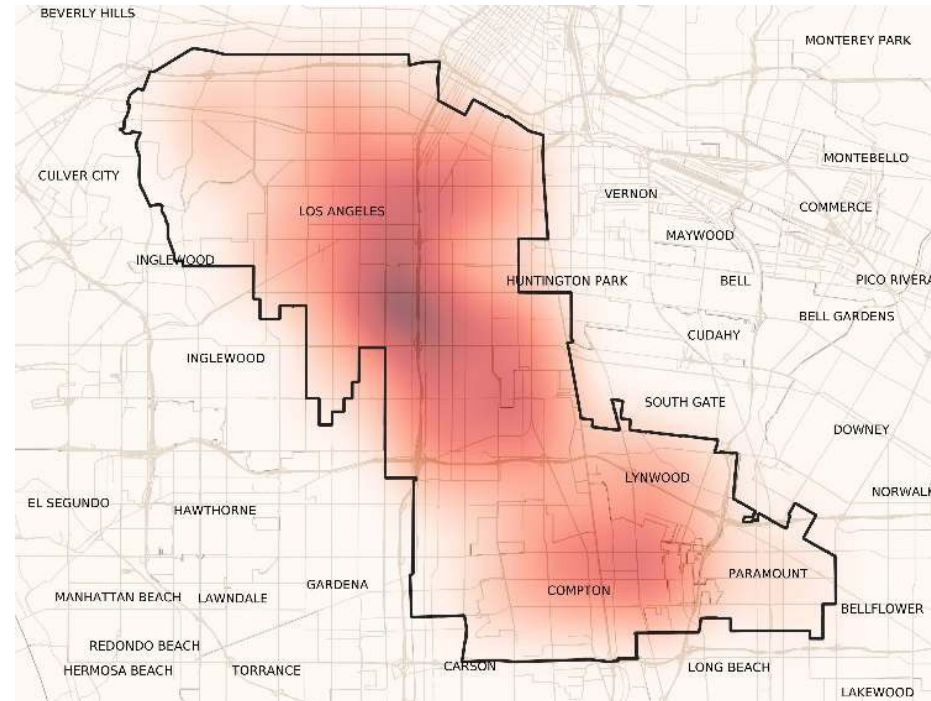 BEVERLY HILLS
MONTEREY PARK
MONTEBELLO
CULVER CITY
VERNON
COMMERCE
LOS ANGELES
MAYWOOD
INGLEWOOD
HUNTINGTON PARK
BELL
PICO RIVERA
BELL GARDENS
CUDAHY
INGLEWOOD
SOUTH GATE
DOWNEY
LYNWOOD
NORWALK
EL SEGUNDO
HAWTHORNE
PARAMOUNT
GARDENA
COMPTON
MANHATTAN BEACH
LAWNDALE
BELLFLOWER
REDONDO BEACH
CARSON
LONG BEACH
HERMOSA BEACH
TORRANCE
LAKEWOOD